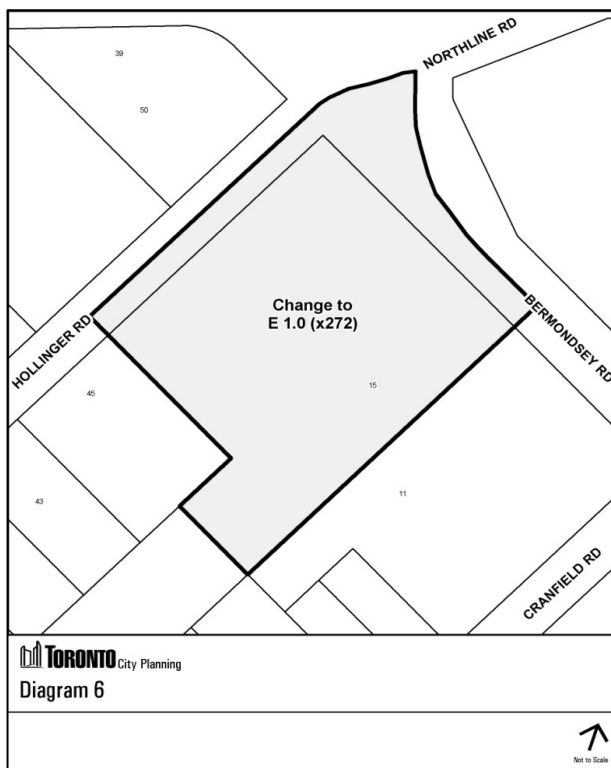 NORTHLINE RD
39
50
Change to
E 1.0 (x272)
HOLLINGER RD
BERMONDSEY RD
45
15
43
11
CRANFIELD RD
TORONTO City Planning
Diagram 6
Not to Scale